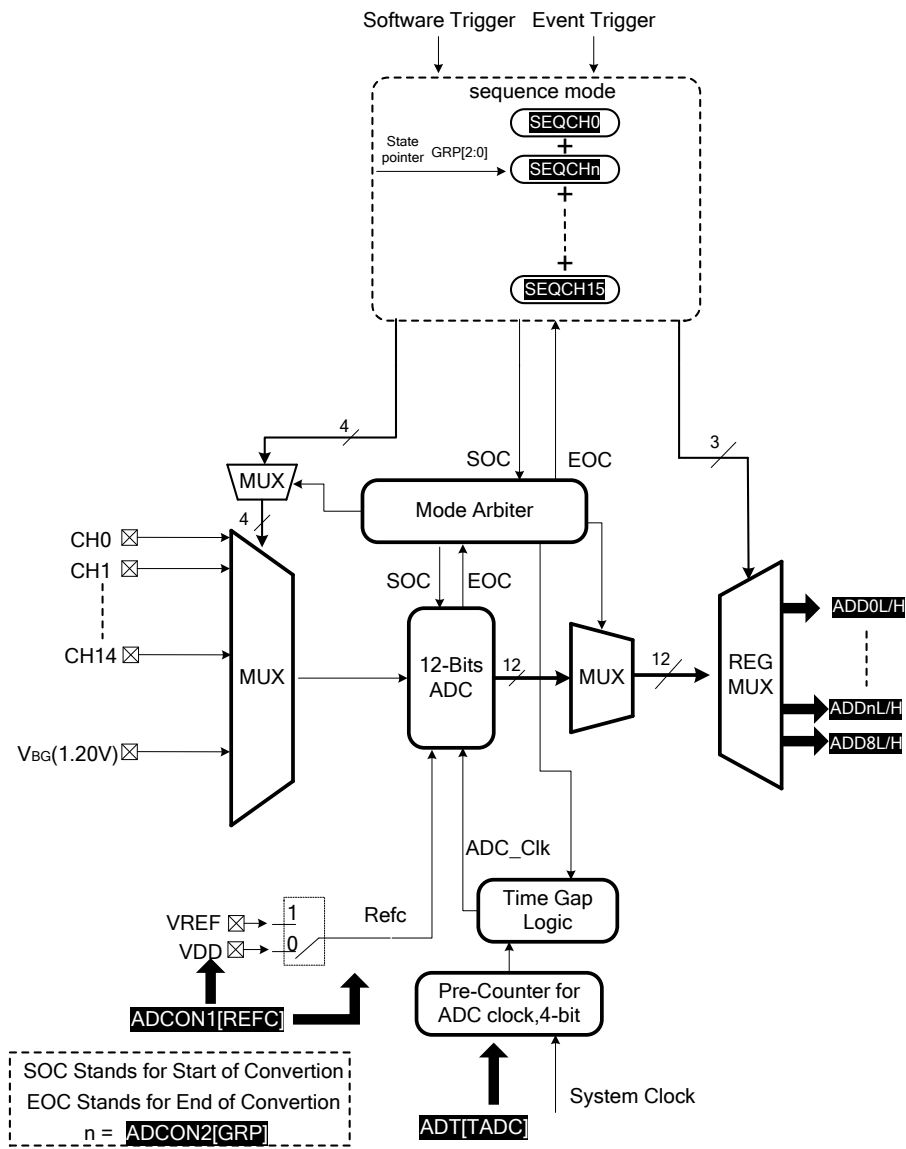 Software Trigger
Event Trigger
sequence mode
SEQCH0
+
State
pointer GRP[2:0]
SEQCHn
+
+
SEQCH15
4
3
SOC
EOC
MUX
Mode Arbiter
4
CH0
CH1
SOC
EOC
CH14
MUX
12-Bits
ADC
12
MUX
12
REG
MUX
ADD0L/H
ADDnL/H
ADD8L/H
VBG(1.20V)
ADC_Clk
Time Gap
Logic
VREF
1
Refc
VDD
0
Pre-Counter for
ADC clock,4-bit
ADCON1[REFC]
System Clock
ADT[TADC]
SOC Stands for Start of Convertion
EOC Stands for End of Convertion
n = ADCON2[GRP]